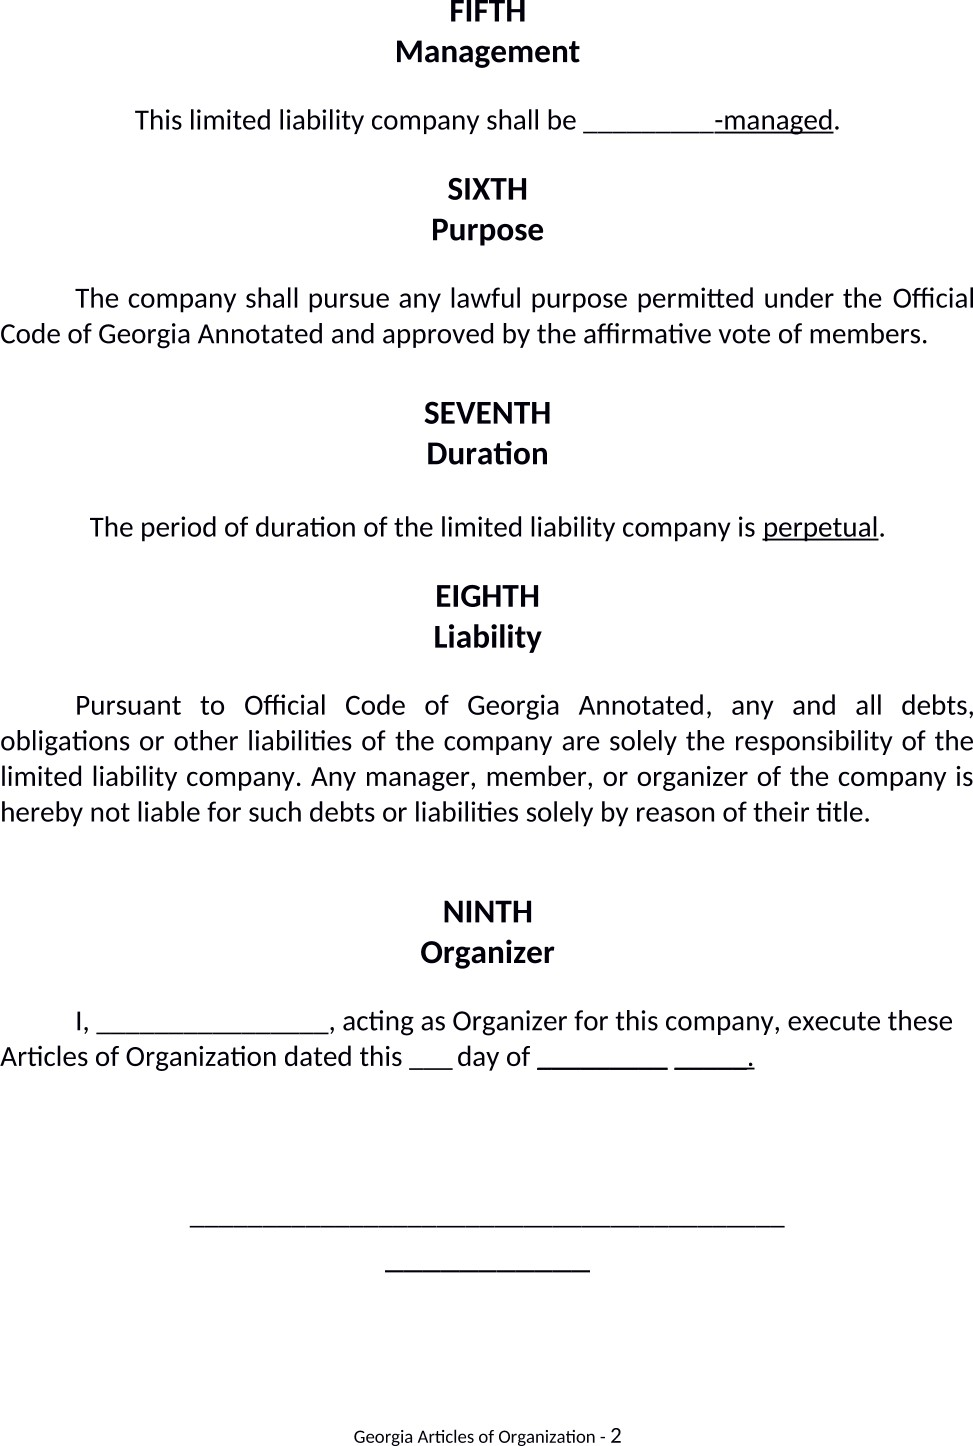 FIFTH
Management
This limited liability company shall be _________-managed.
SIXTH
Purpose
The company shall pursue any lawful purpose permitted under the Official
Code of Georgia Annotated and approved by the affirmative vote of members.
SEVENTH
Duration
The period of duration of the limited liability company is perpetual.
EIGHTH
Liability
Pursuant to Official Code of Georgia Annotated, any and all debts,
obligations or other liabilities of the company are solely the responsibility of the
limited liability company. Any manager, member, or organizer of the company is
hereby not liable for such debts or liabilities solely by reason of their title.
NINTH
Organizer
I, ________________, acting as Organizer for this company, execute these
Articles of Organization dated this ___ day of _________ _____.
_________________________________________
___________
Georgia Articles of Organization - 2